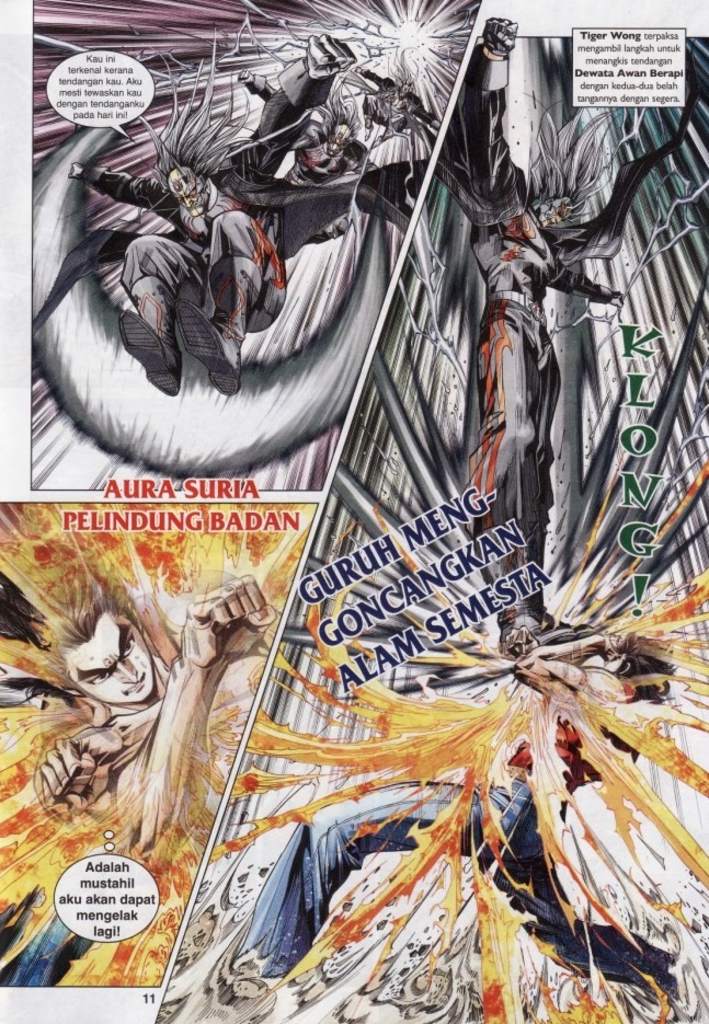 Kau ini
terkenal kerana
tendangan kau. Aku
mesti tewaskan kau
dengan tendanganku
pada hari ini!
Tiger Wong terpaksa
mengambil langkah untuk
menangkis tendangan
Dewata Awan Berapi
dengan kedua-dua belah
tangannya dengan segera.
KLONG!
AURA SURIA
PELINDUNG BADAN
GURUH MENG-
GONCANGKAN
ALAM SEMESTA
Adalah
mustahil
aku akan dapat
mengelak
lagi!
11